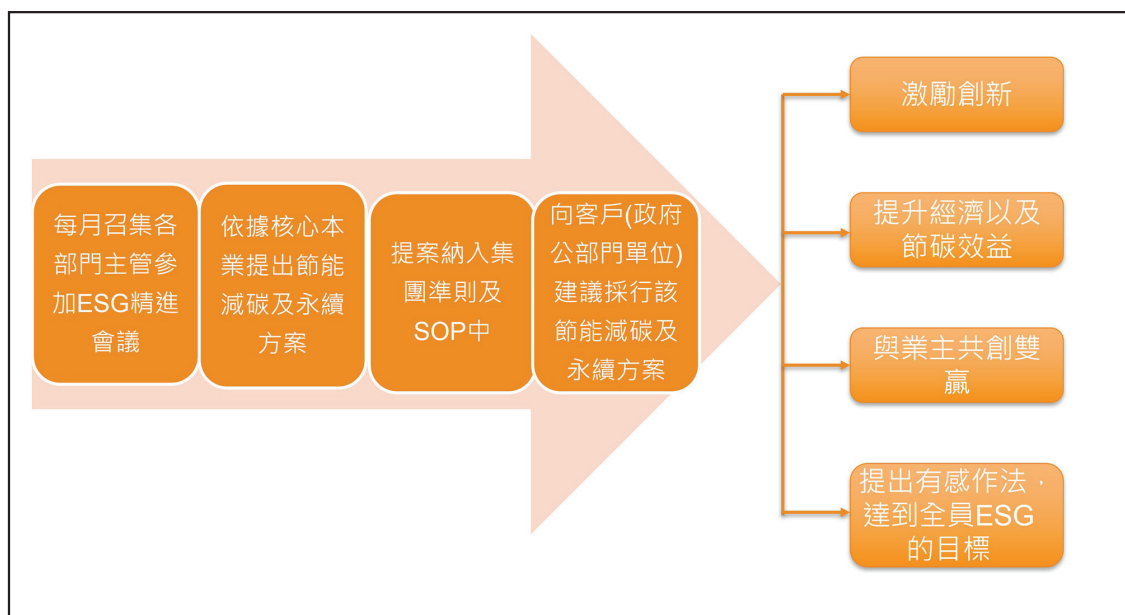 每月召集各
部門主管參
加ESG精進
會議
依據核心本
業提出節能
減碳及永續
方案
提案納入集
團準則及
SOP中
向客戶(政府
公部門單位)
建議採行該
節能減碳及
永續方案
激勵創新
提升經濟以及
節碳效益
與業主共創雙
贏
提出有感作法，
達到全員ESG
的目標